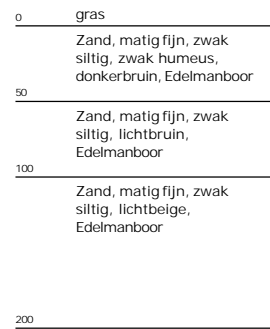 0 gras
Zand, matig fijn, zwak
siltig, zwak humeus,
donkerbruin, Edelmanboor
50
Zand, matig fijn, zwak
siltig, lichtbruin,
Edelmanboor
100
Zand, matig fijn, zwak
siltig, lichtbeige,
Edelmanboor
200